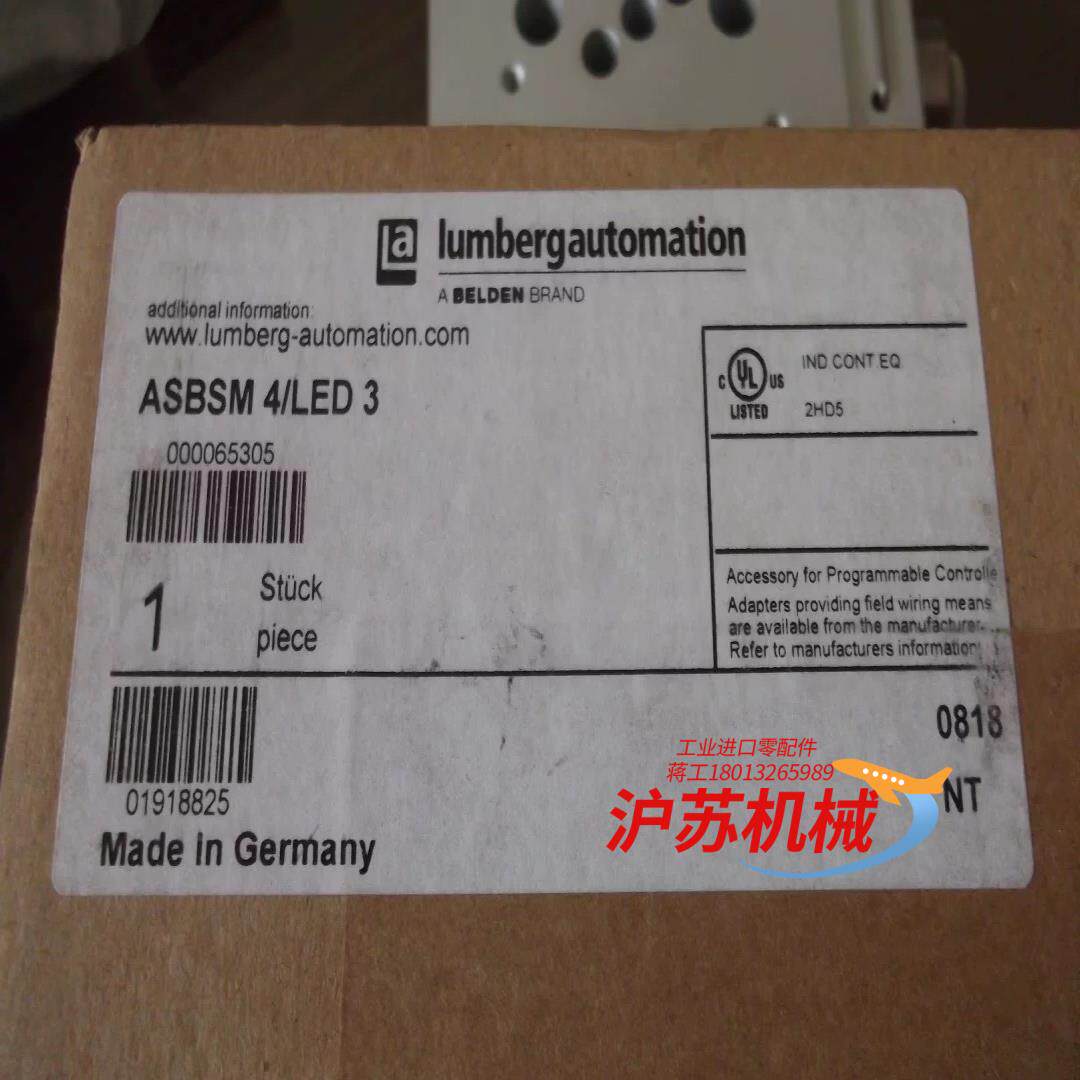 a lumbergautomation
A BELDEN BRAND
additional information:
www.lumberg-automation.com
ASBSM 4/LED 3
000065305
1 Stück
piece
C UL US
LISTED
IND CONT EQ
2HD5
Accessory for Programmable Controlle
Adapters providing field wiring means
are available from the manufacturer.
Refer to manufacturers information
01918825
Made in Germany
0818
NT
工业进口零配件
蒋工18013265989
沪苏机械